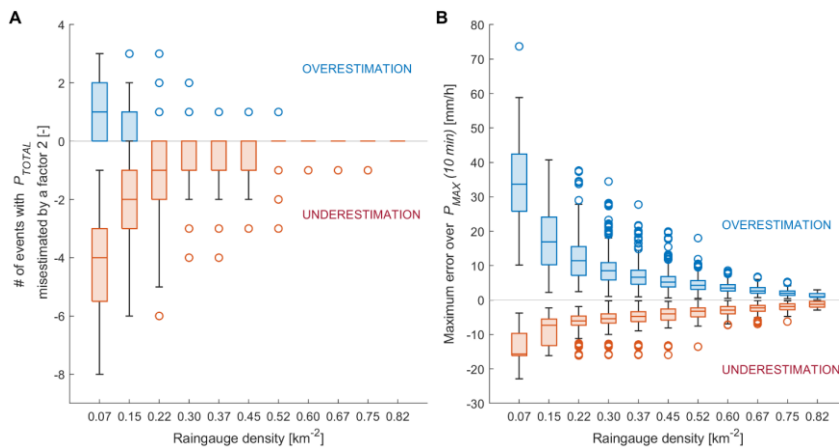 A
4
3
2
1
0
-2
-4
-6
-8
# of events with P_TOTAL
misestimated by a factor 2 [-]
OVERESTIMATION
UNDERESTIMATION
0.07 0.15 0.22 0.30 0.37 0.45 0.52 0.60 0.67 0.75 0.82
Raingauge density [km-2]
B
80
70
60
50
40
30
20
10
0
-10
-20
-30
Maximum error over P_MAX (10 min) [mm/h]
OVERESTIMATION
UNDERESTIMATION
0.07 0.15 0.22 0.30 0.37 0.45 0.52 0.60 0.67 0.75 0.82
Raingauge density [km-2]